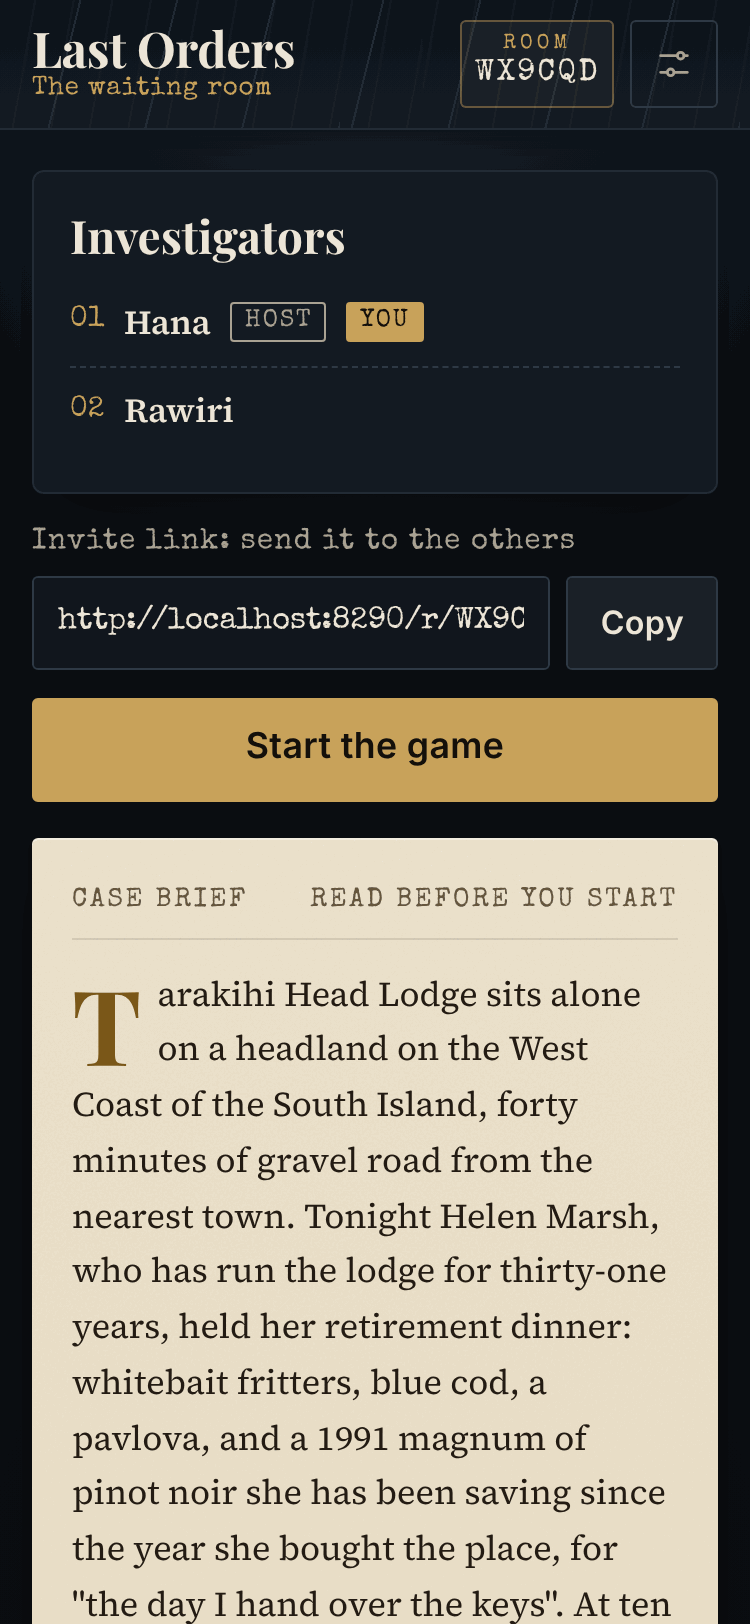 Last Orders
The waiting room
ROOM
WX9CQD
Investigators
01 Hana HOST YOU
02 Rawiri
Invite link: send it to the others
http://localhost:8290/r/WX9C
Copy
Start the game
CASE BRIEF READ BEFORE YOU START
Tarakihi Head Lodge sits alone
on a headland on the West
Coast of the South Island, forty
minutes of gravel road from the
nearest town. Tonight Helen Marsh,
who has run the lodge for thirty-one
years, held her retirement dinner:
whitebait fritters, blue cod, a
pavlova, and a 1991 magnum of
pinot noir she has been saving since
the year she bought the place, for
"the day I hand over the keys". At ten